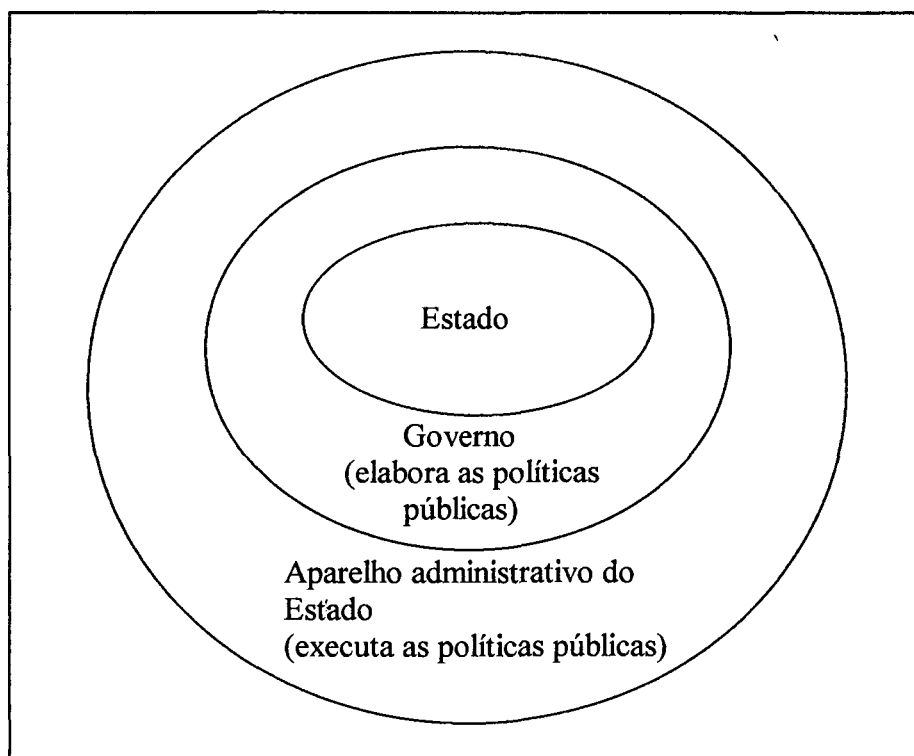 Estado
Governo
(elabora as políticas
públicas)
Aparelho administrativo do
Estado
(executa as políticas públicas)